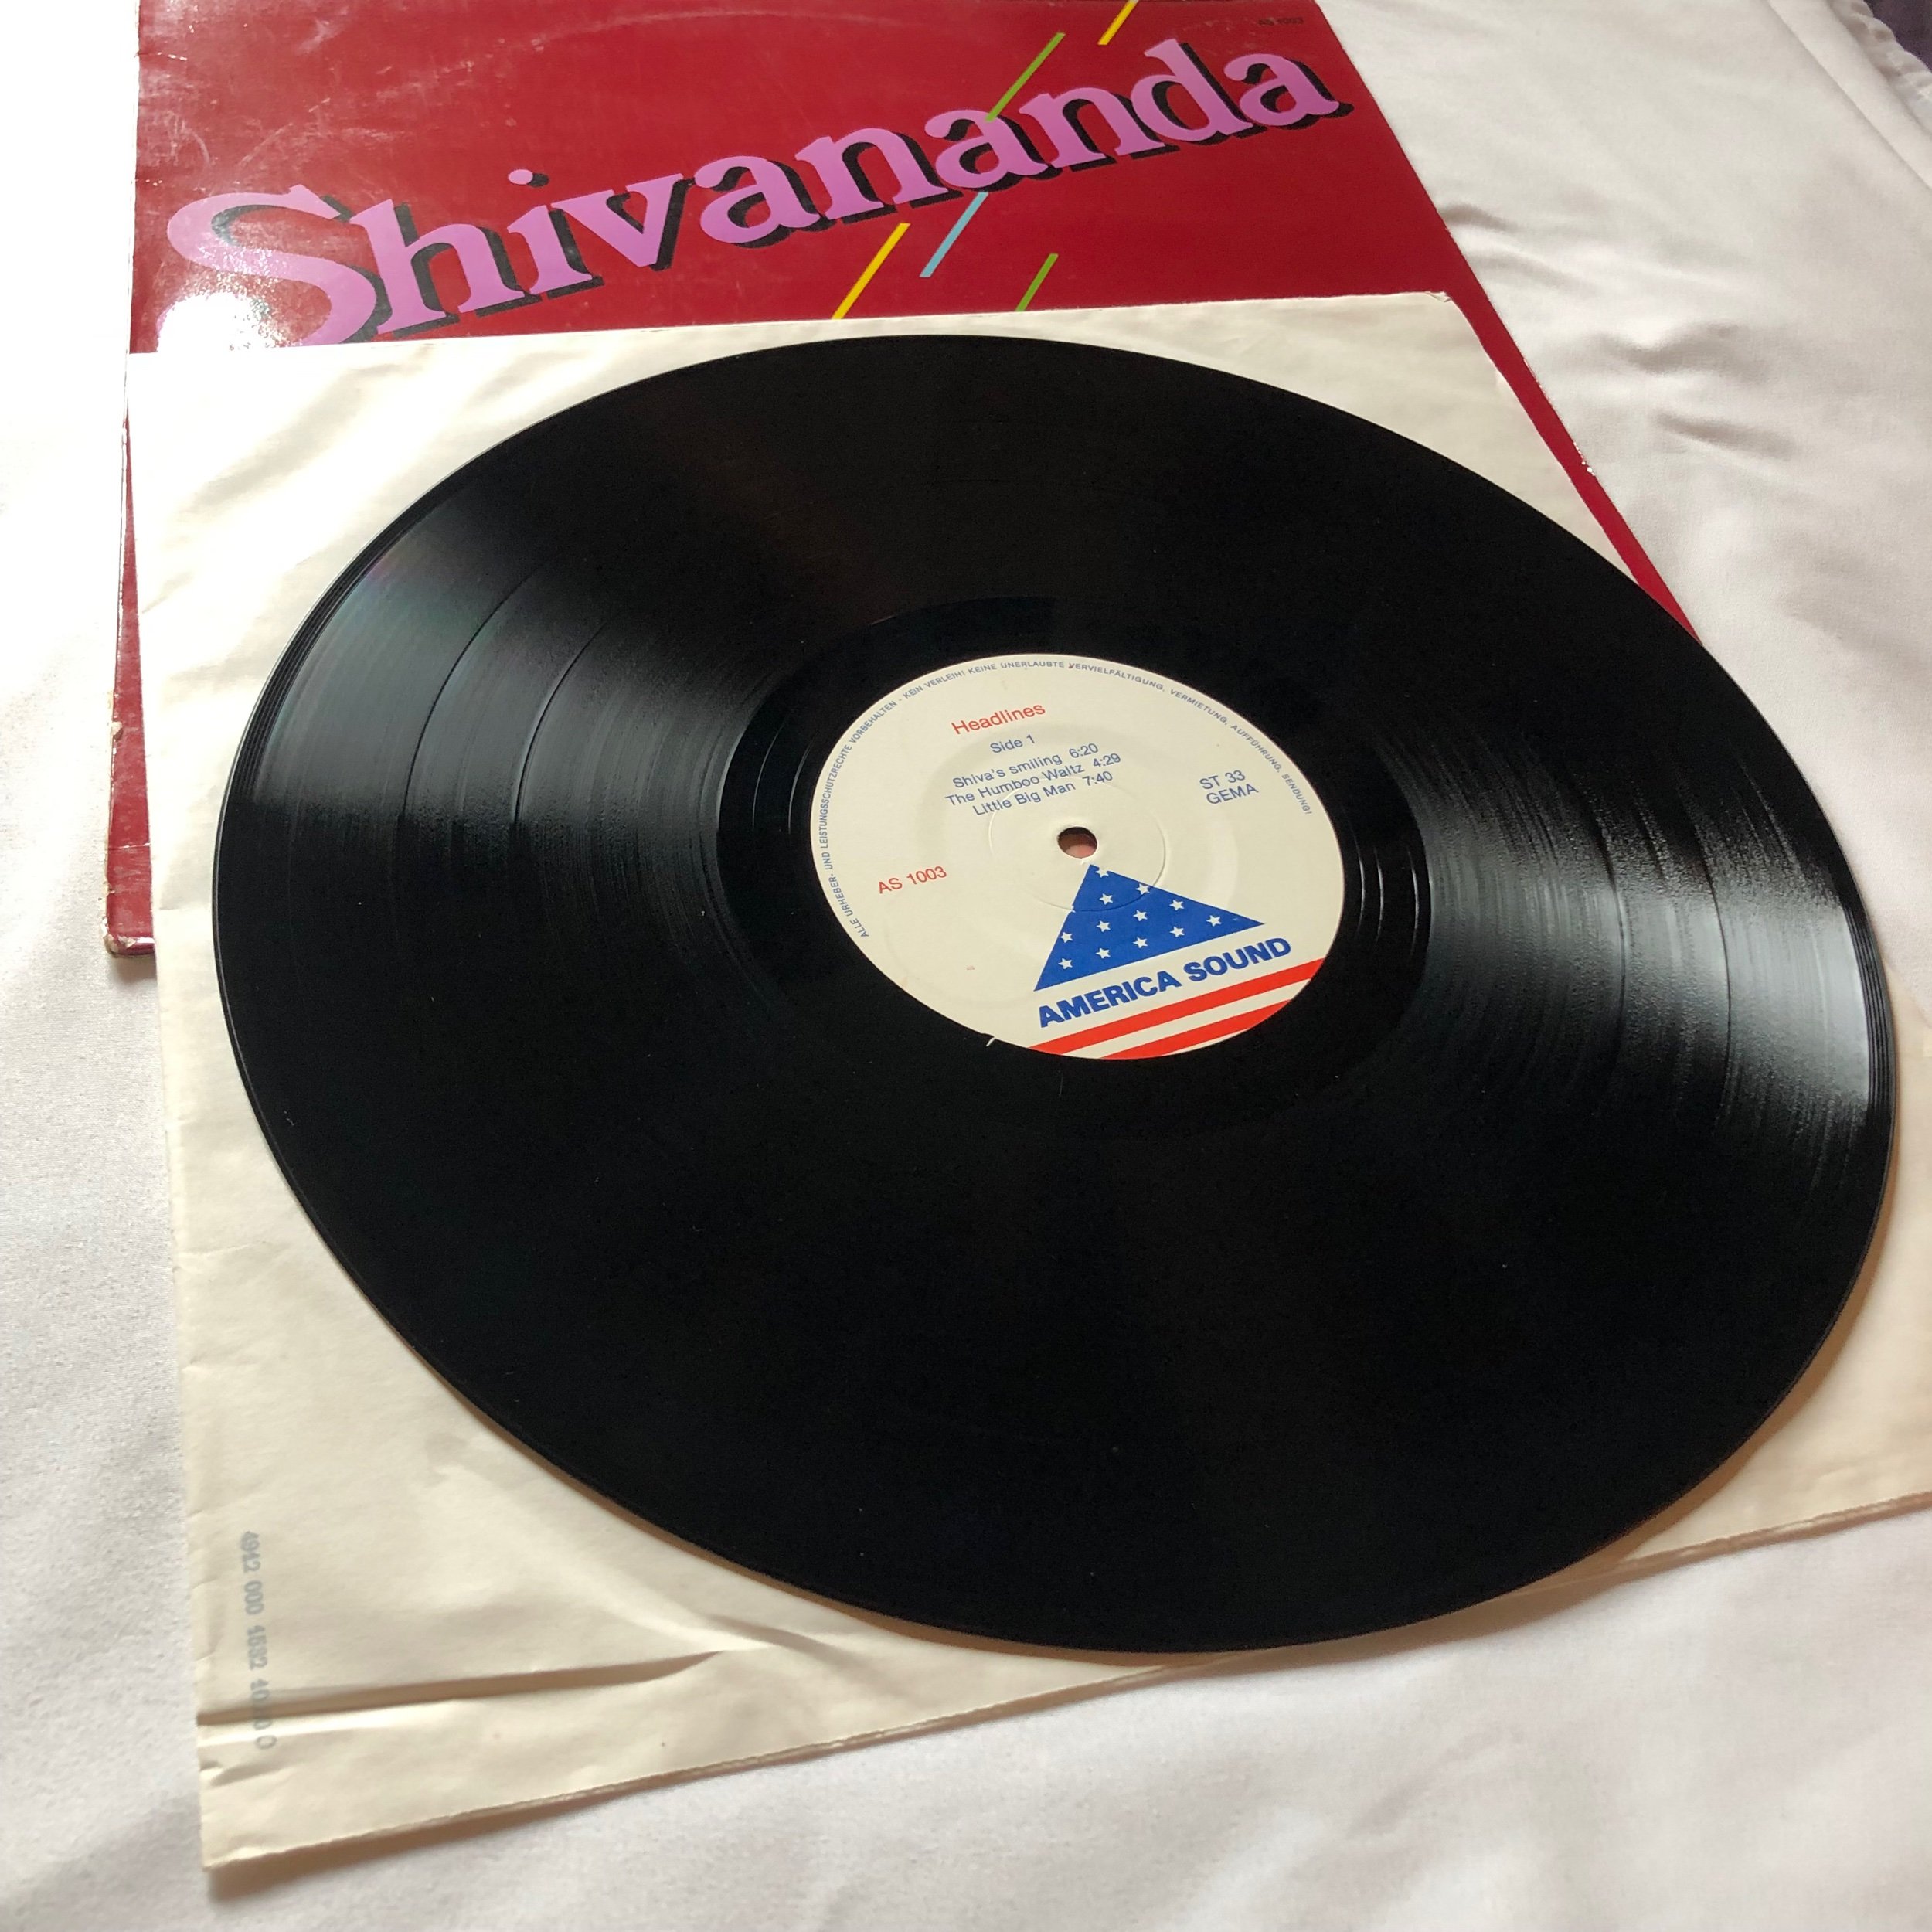 AS 1003
Shivananda
ALLE URHEBER- UND LEISTUNGSSCHUTZRECHTE VORBEHALTEN - KEIN VERLEIH! KEINE UNERLAUBTE VERVIELFÄLTIGUNG, VERMIETUNG, AUFFÜHRUNG, SENDUNG!
Headlines
Side 1
Shiva's smiling 6:20
The Humboo Waltz 4:29
Little Big Man 7:40
ST 33
GEMA
AS 1003
AMERICA SOUND